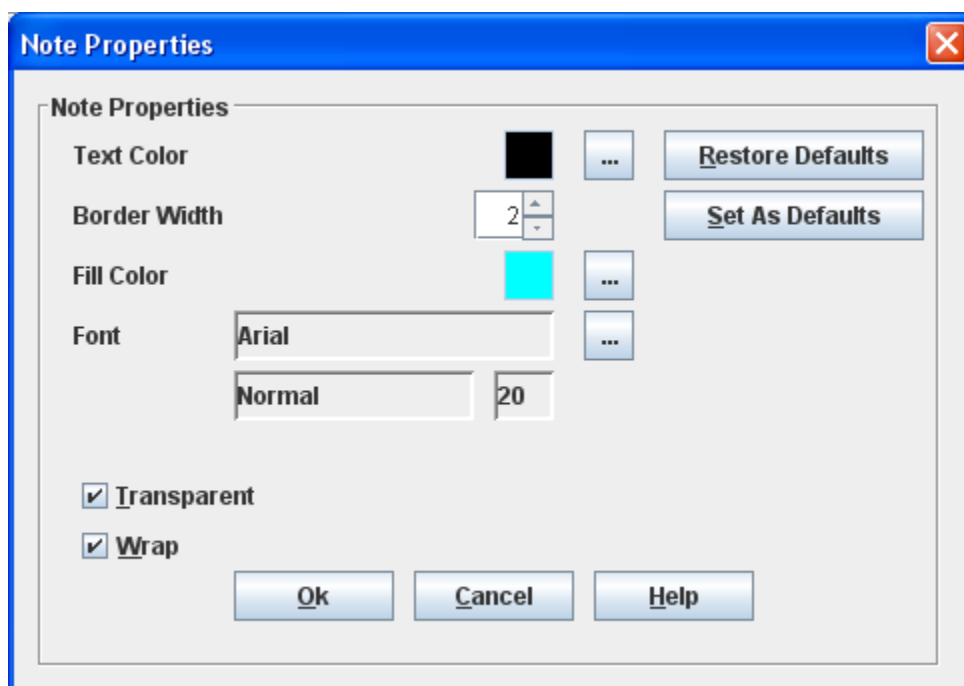 Note Properties
Note Properties
Text Color ... Restore Defaults
Border Width 2 Set As Defaults
Fill Color ...
Font Arial ...
Normal 20
Transparent
Wrap
Ok Cancel Help